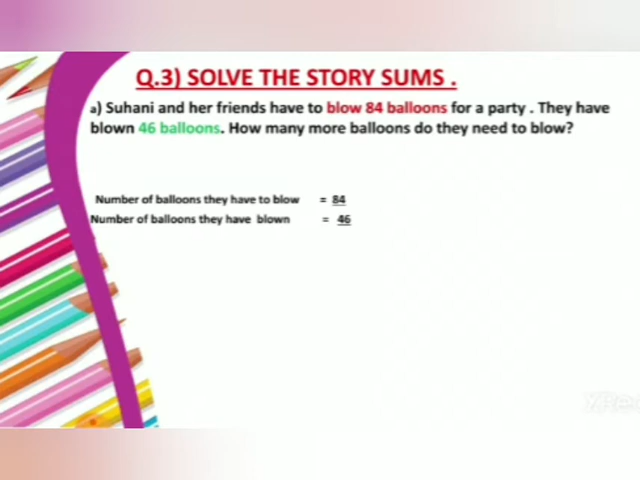 Q.3) SOLVE THE STORY SUMS .
a) Suhani and her friends have to blow 84 balloons for a party . They have
blown 46 balloons. How many more balloons do they need to blow?
Number of balloons they have to blow = 84
Number of balloons they have blown = 46